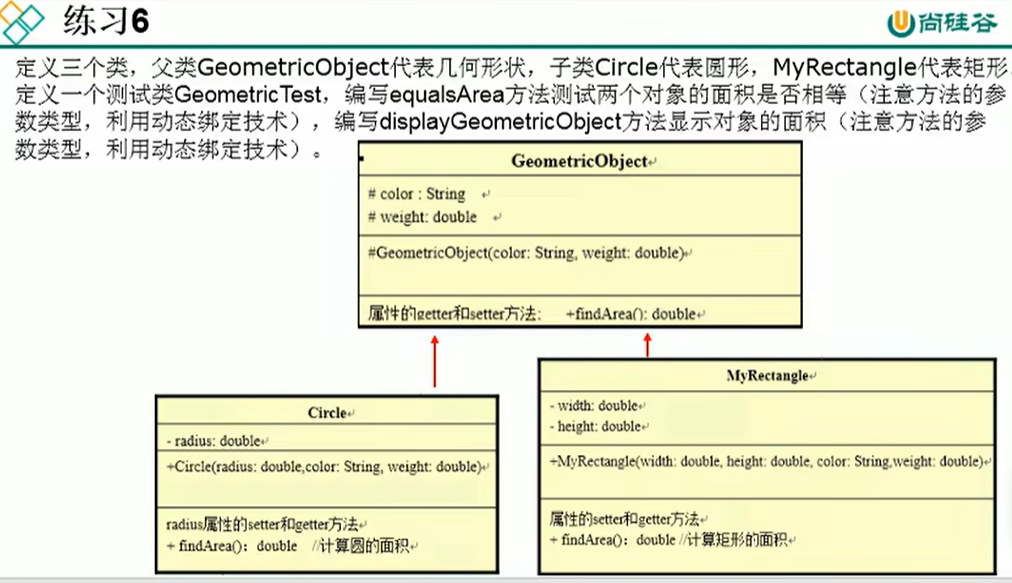 练习6
尚硅谷
定义三个类，父类GeometricObject代表几何形状，子类Circle代表圆形，MyRectangle代表矩形
定义一个测试类GeometricTest，编写equalsArea方法测试两个对象的面积是否相等（注意方法的参
数类型，利用动态绑定技术），编写displayGeometricObject方法显示对象的面积（注意方法的参
数类型，利用动态绑定技术）。
GeometricObject
# color : String
# weight: double
#GeometricObject(color: String, weight: double)
属性的getter和setter方法; +findArea(): double
Circle
- radius: double
+Circle(radius: double,color: String, weight: double)
radius属性的setter和getter方法
+ findArea()：double //计算圆的面积
MyRectangle
- width: double
- height: double
+MyRectangle(width: double, height: double, color: String,weight: double)
属性的setter和getter方法
+ findArea()：double //计算矩形的面积